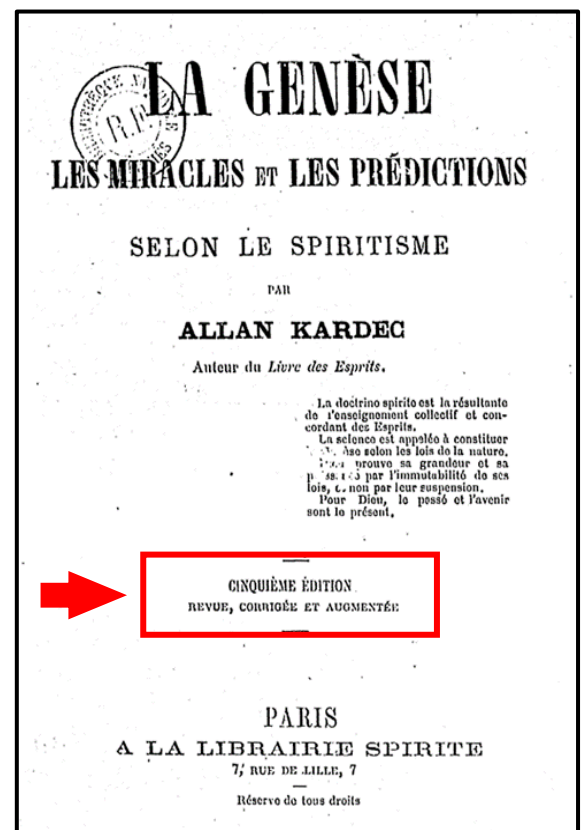 LA GENÈSE
LES MIRACLES ET LES PRÉDICTIONS
SELON LE SPIRITISME
PAR
ALLAN KARDEC
Auteur du Livre des Esprits.
La doctrine spirite est la résultante
de l'enseignement collectif et con-
cordant des Esprits.
La science est appelée à constituer
selon les lois de la nature.
prouve sa grandeur et sa
par l'immutabilité de ses
lois, non par leur suspension.
Pour Dieu, le passé et l'avenir
sont le présent.
CINQUIÈME ÉDITION
REVUE, CORRIGÉE ET AUGMENTÉE
PARIS
A LA LIBRAIRIE SPIRITE
7, RUE DE LILLE, 7
Réserve de tous droits